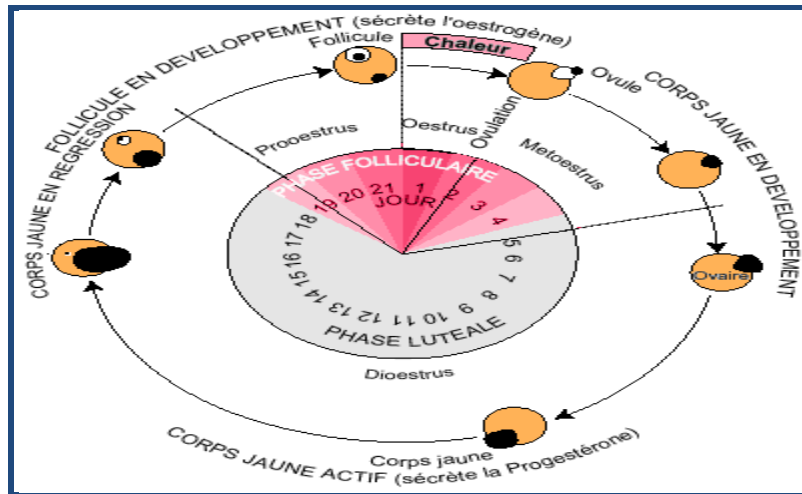 FOLLICULE EN DEVELOPPEMENT (sécrète l'oestrogène)
Follicule
Chaleur
Ovule
Ovulation
CORPS JAUNE EN DEVELOPPEMENT
CORPS JAUNE EN REGRESSION
Prooestrus
Oestrus
Metoestrus
PHASE FOLLICULAIRE
JOUR
1
2
3
4
5
6
7
8
9
10
11
12
13
14
15
16
17
18
19
20
21
PHASE LUTEALE
Ovaire
Dioestrus
Corps jaune
CORPS JAUNE ACTIF (sécrète la Progestérone)